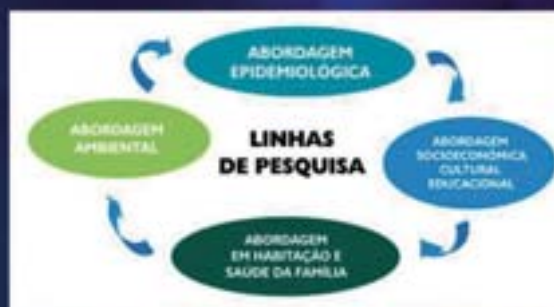 ABORDAGEM
EPIDEMIOLÓGICA
ABORDAGEM
AMBIENTAL
LINHAS
DE PESQUISA
ABORDAGEM
SOCIOECONÔMICA,
CULTURAL
EDUCACIONAL
ABORDAGEM
EM HABITAÇÃO E
SAÚDE DA FAMÍLIA